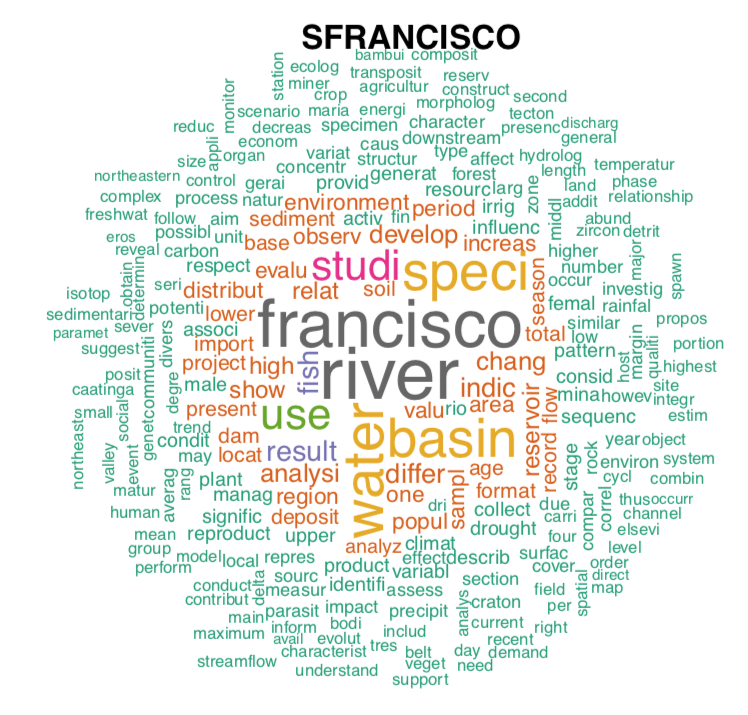 SFRANCISCO
bambui composit
station ecolog transposit reserv
miner agricultur construct
monitor crop energi morpholog second
scenario maria tecton
reduc decreas specimen character presenc discharg
appli econom caus downstream general
size organ variat structur type affect hydrolog
concentr generat forest length temperatur
northeastern control gerai provid resourc larg zone land phase
complex process natur environment period irrig middl addit relationship
freshwat follow aim sediment activ fin influenc abund
possibl unit base observ develop increas zircon detrit
eros reveal carbon higher major
respect evalu studi speci season number spawn
isotop obtain determin seri distribut relat soil occur investig
sedimentari potenti lower francisco femal rainfal
paramet sever associ total similar propos
suggest communiti divers import river low margin portion
project high fish chang pattern host qualiti
posit degre male show indic consid highest
caatinga use valu rio area mina howev site
small social genet present water basin reservoir flow sequenc integr
northeast trend dam record estim
condit result year object
valley event may locat differ age stage rock environ system
averag rang plant analysi sampl cycl combin
matur manag region one format due compar correl thus occurr
human signific deposit dri collect carri channel
mean reproduct upper popul drought four elsevi
group analyz climat surfac level
model local repres product effect describ cover order
perform sourc variabl section direct
conduct delta measur identifi assess craton field spatial map
contribut parasit impact precipit analys per
main inform bodi current right
maximum avail evolut includ recent
characterist tres belt day demand
streamflow veget need
understand support